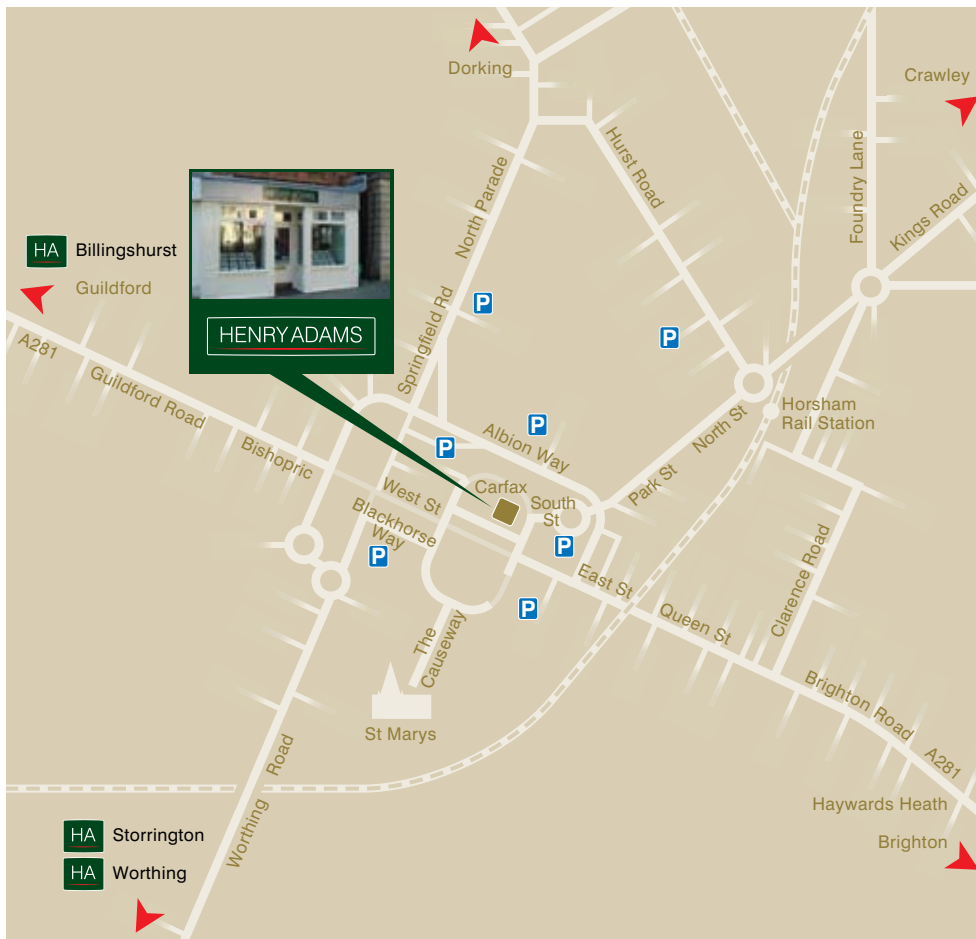 Dorking
Crawley
Hurst Road
Foundry Lane
North Parade
Kings Road
HA Billingshurst
Guildford
P
HENRY ADAMS
Springfield Rd
P
A281
Guildford Road
Horsham
Rail Station
North St
P
Albion Way
P
Bishopric
Park St
West St
Carfax
South
St
Blackhorse
Way
P
P
East St
Clarence Road
P
Queen St
The
Causeway
Brighton Road
St Marys
A281
Road
Worthing
Haywards Heath
Brighton
HA Storrington
HA Worthing